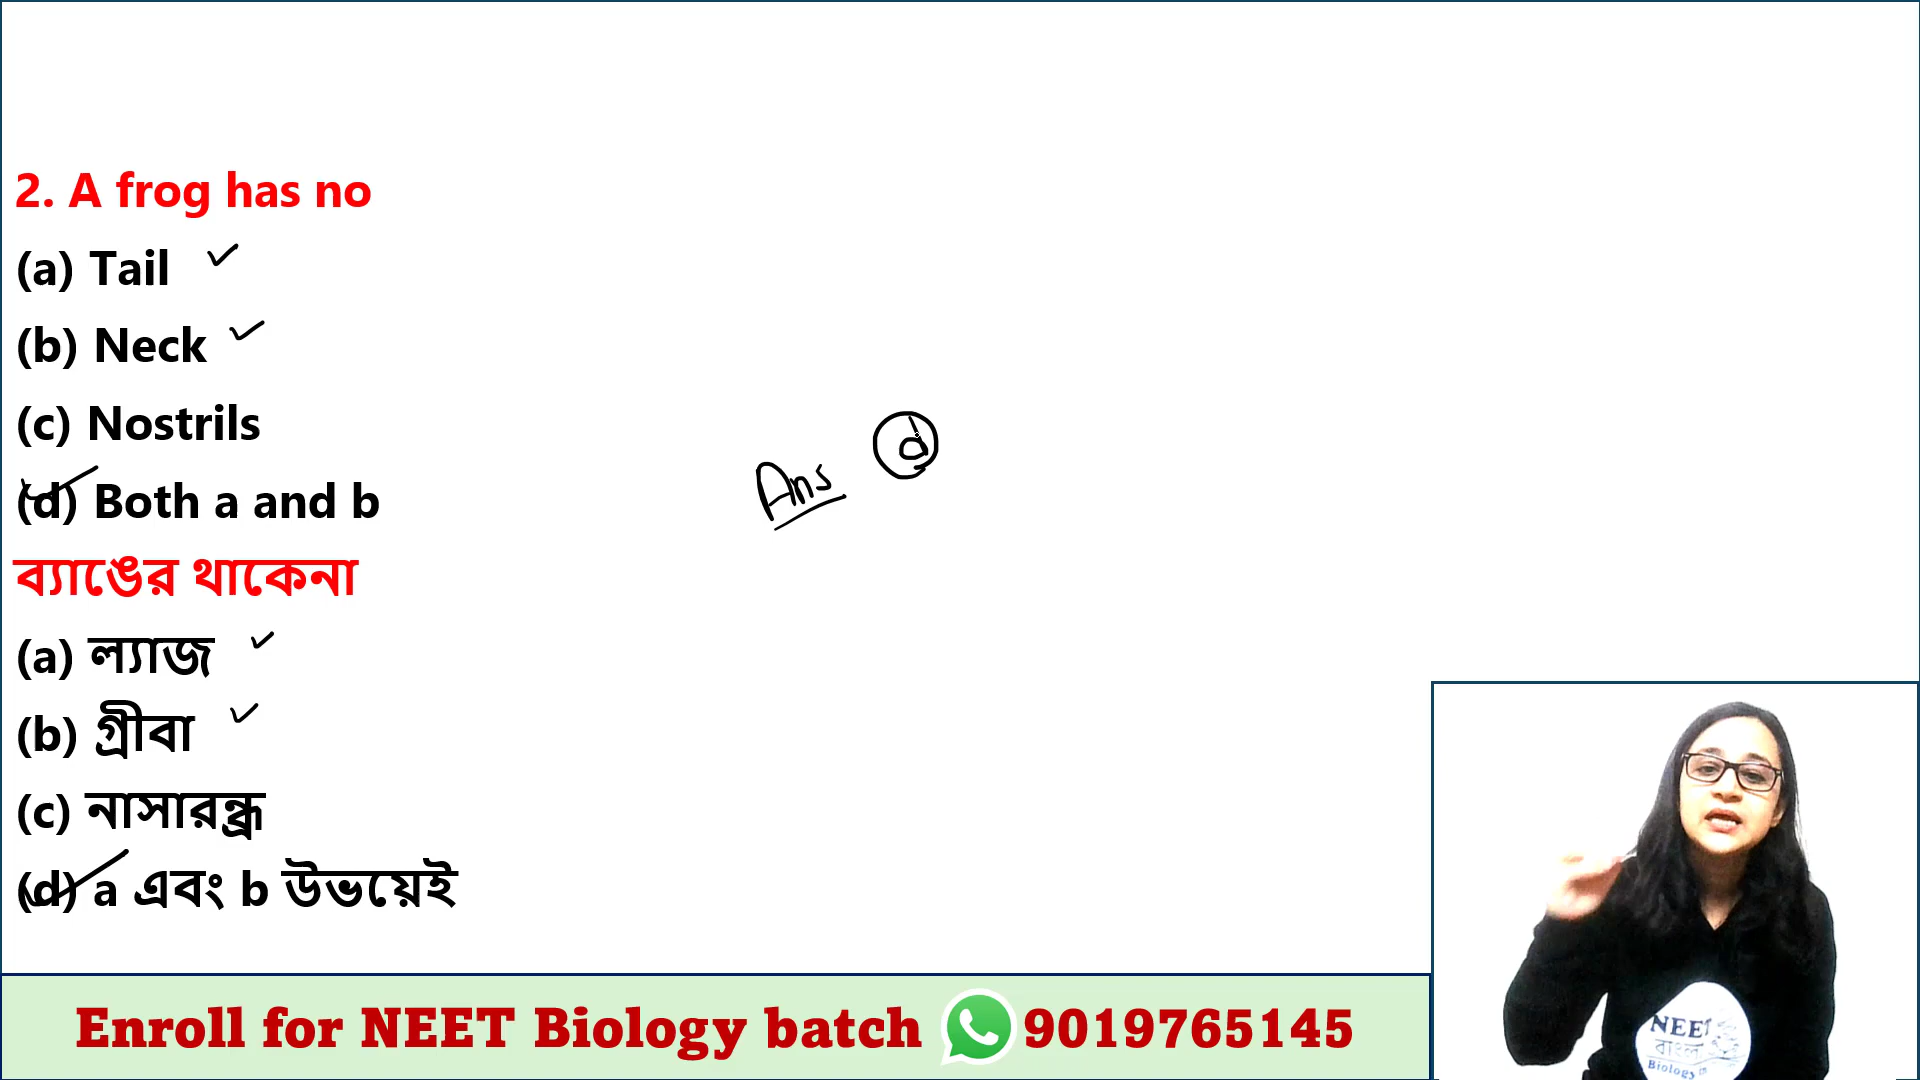 2. A frog has no
(a) Tail
(b) Neck
(c) Nostrils
(d) Both a and b
Ans d
ব্যাঙের থাকেনা
(a) ল্যাজ
(b) গ্রীবা
(c) নাসারন্ধ্র
(d) a এবং b উভয়েই
Enroll for NEET Biology batch 9019765145
NEET
বাংলা
Biology in